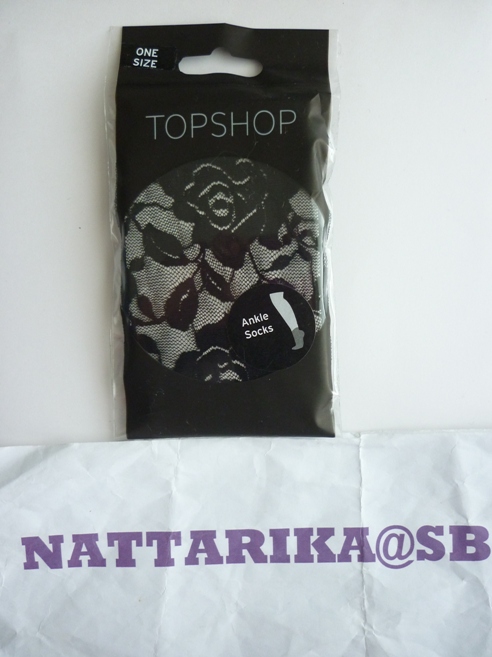 ONE
SIZE
TOPSHOP
Ankle
Socks
NATTARIKA@SB